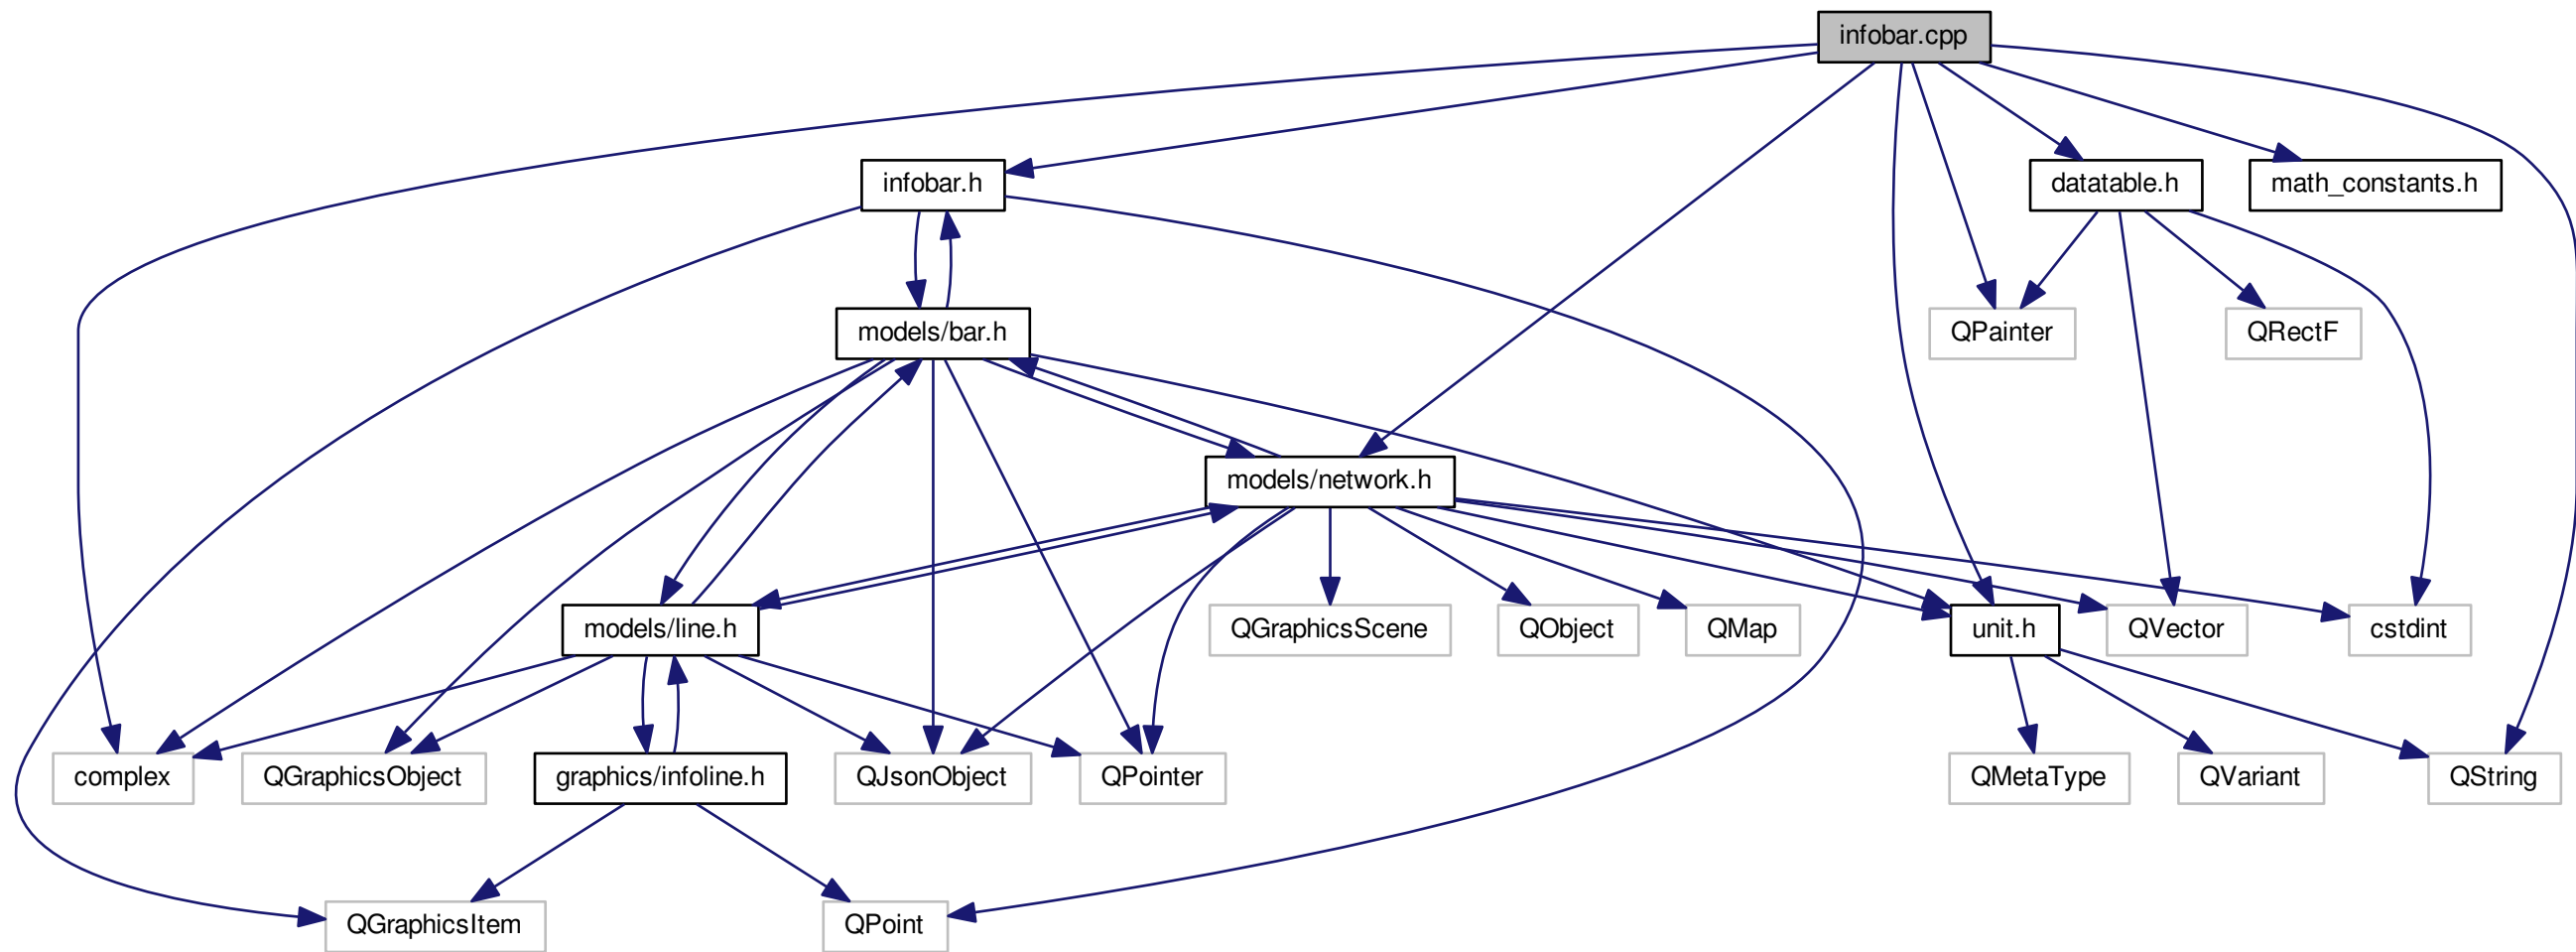 infobar.cpp
infobar.h
datatable.h
math_constants.h
models/bar.h
QPainter
QRectF
models/network.h
models/line.h
QGraphicsScene
QObject
QMap
unit.h
QVector
cstdint
complex
QGraphicsObject
graphics/infoline.h
QJsonObject
QPointer
QMetaType
QVariant
QString
QGraphicsItem
QPoint